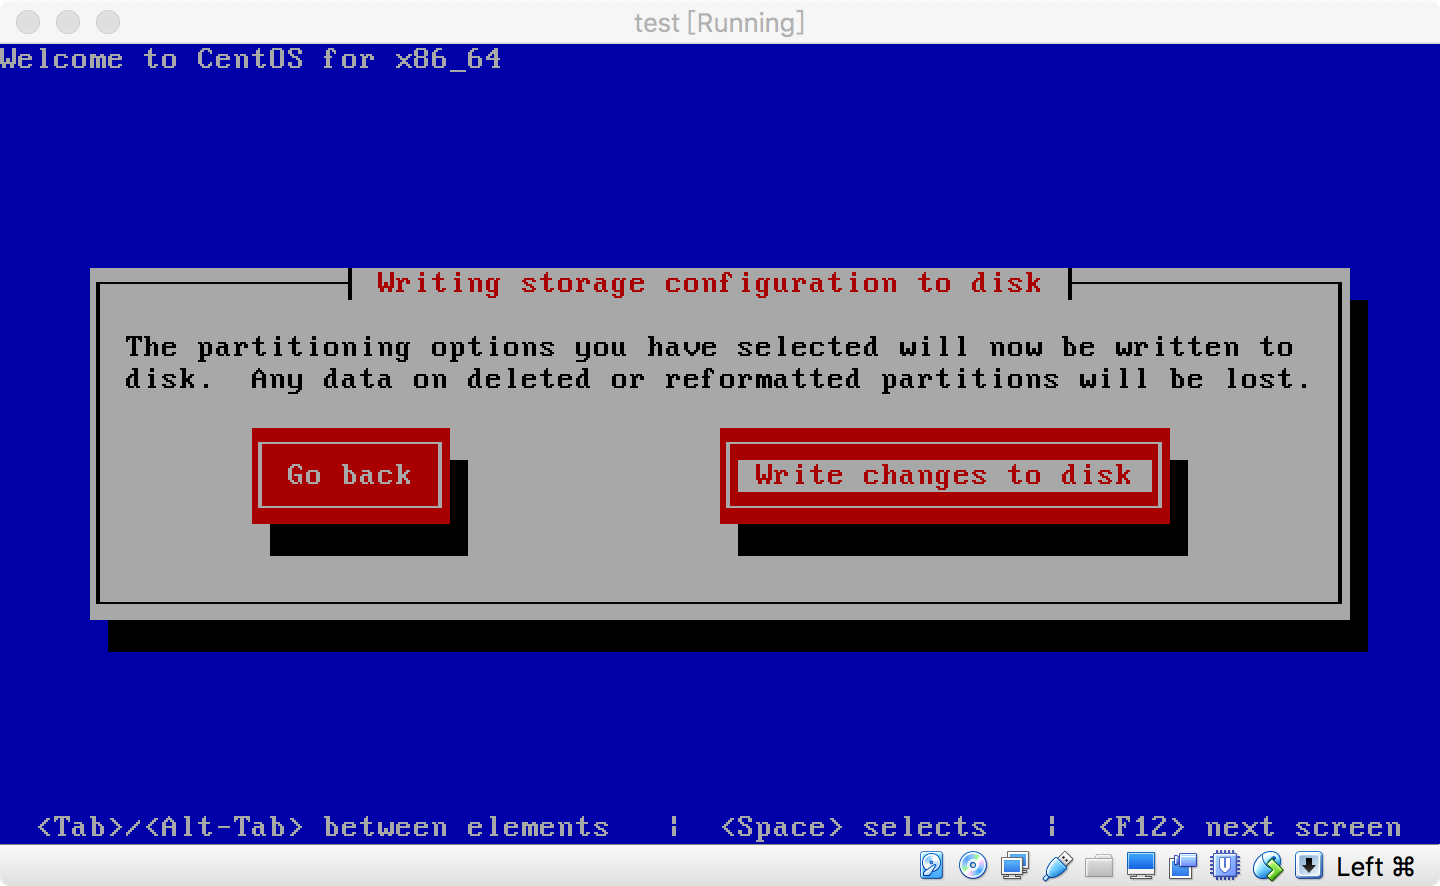 test [Running]
Welcome to CentOS for x86_64
Writing storage configuration to disk
The partitioning options you have selected will now be written to
disk.  Any data on deleted or reformatted partitions will be lost.
Go back
Write changes to disk
<Tab>/<Alt-Tab> between elements   |  <Space> selects   |  <F12> next screen
Left ⌘